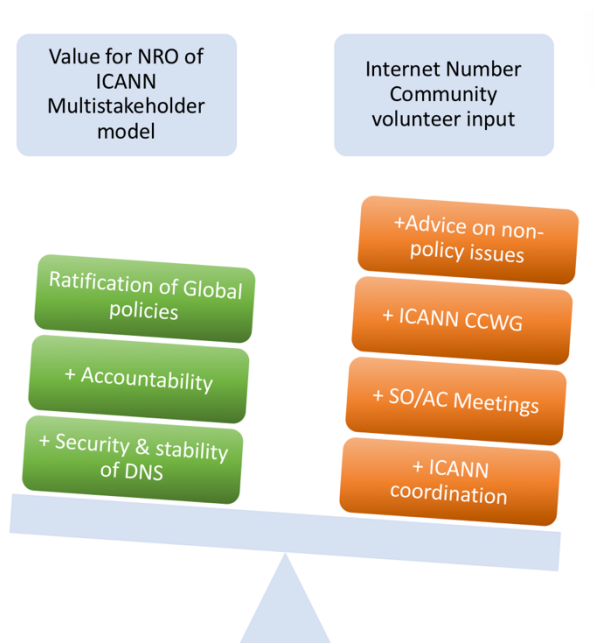 Value for NRO of
ICANN
Multistakeholder
model
Internet Number
Community
volunteer input
Ratification of Global
policies
+ Accountability
+ Security & stability
of DNS
+Advice on non-
policy issues
+ ICANN CCWG
+ SO/AC Meetings
+ ICANN
coordination